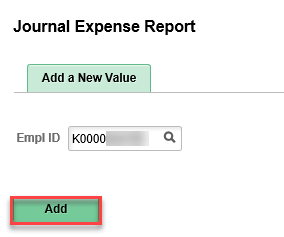 Journal Expense Report
Add a New Value
Empl ID K0000
Add